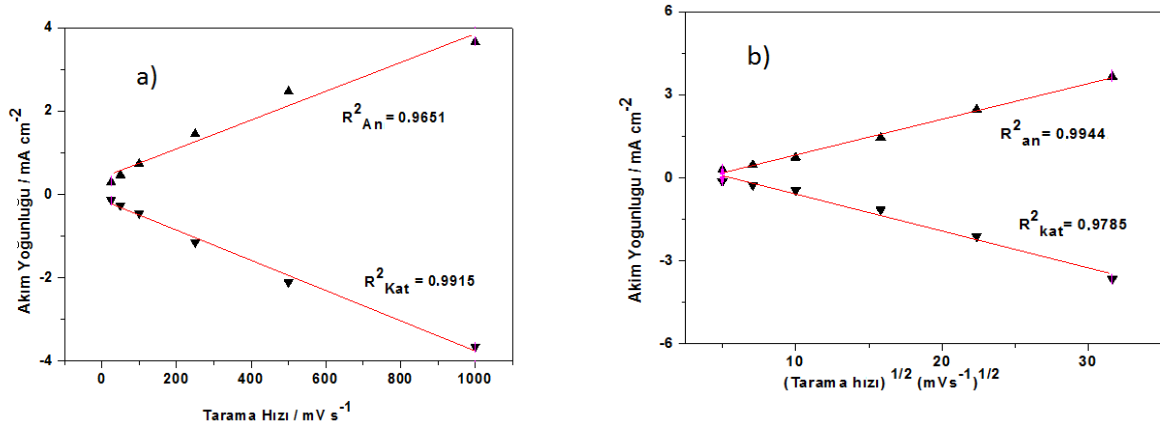 a)
Akım Yoğunluğu / mA cm-2
4
2
0
-2
-4
R2An = 0.9651
R2Kat = 0.9915
0 200 400 600 800 1000
Tarama Hızı / mV s-1
b)
Akim Yogunlugu / mA cm-2
6
3
0
-3
-6
R2an = 0.9944
R2kat= 0.9785
10 20 30
(Tarama hızı) 1/2 (mVs-1)1/2